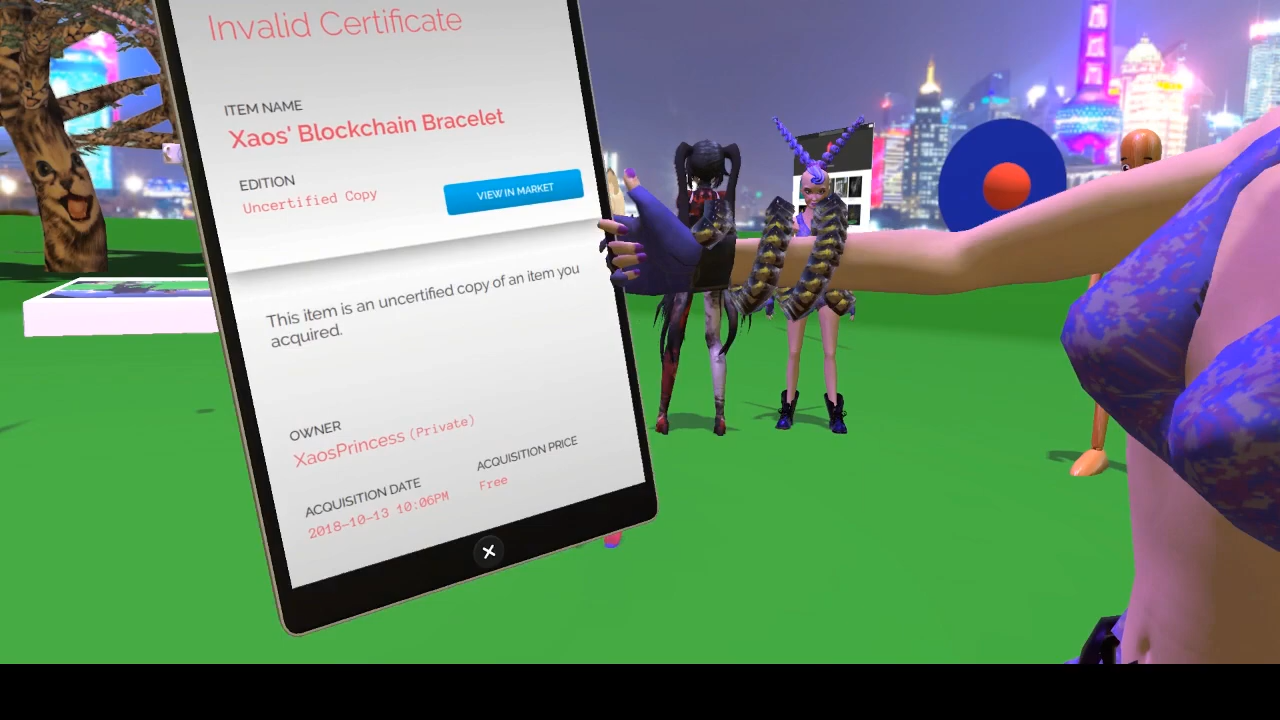 Invalid Certificate
ITEM NAME
Xaos' Blockchain Bracelet
EDITION
Uncertified Copy
VIEW IN MARKET
This item is an uncertified copy of an item you
acquired.
OWNER
XaosPrincess (Private)
ACQUISITION DATE
2018-10-13 10:06PM
ACQUISITION PRICE
Free